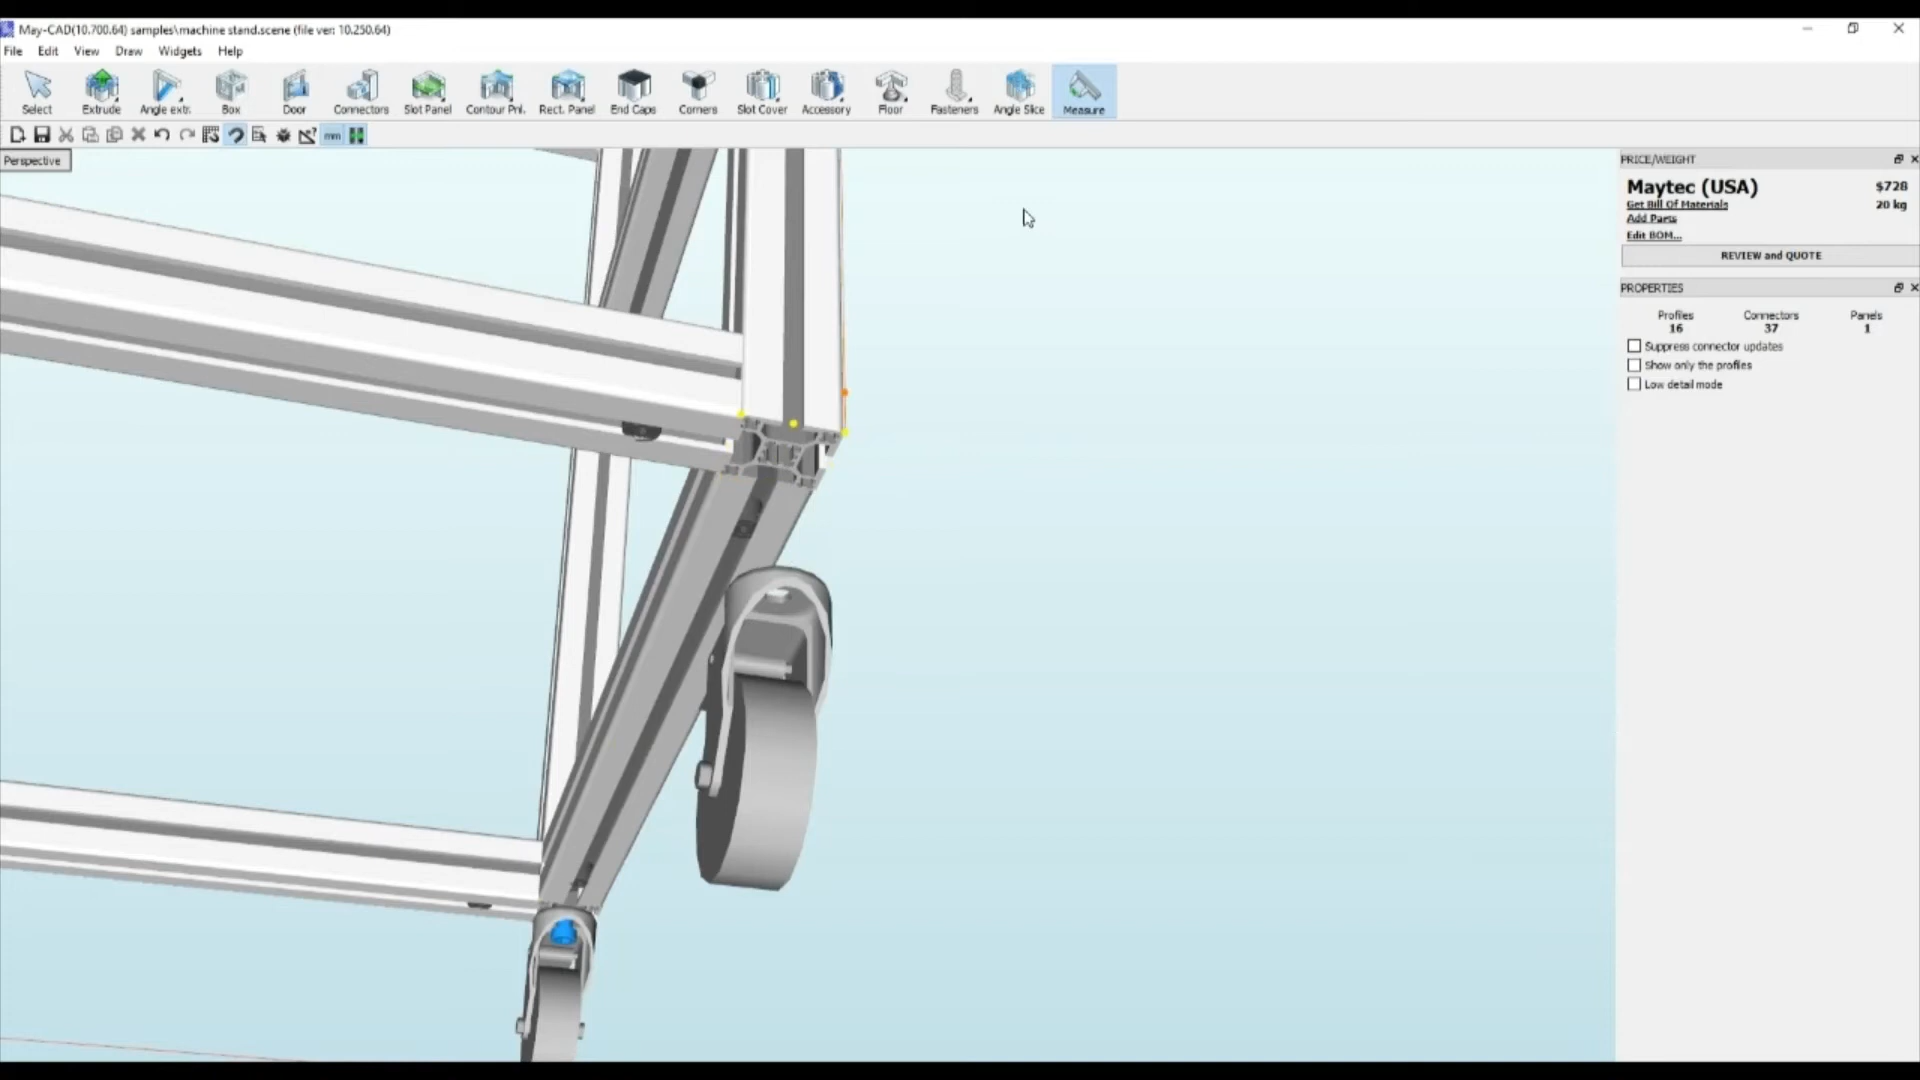 May-CAD(10.700.64) samples\machine stand.scene (file ver: 10.250.64)
File Edit View Draw Widgets Help
Select Extrude Angle extr. Box Door Connectors Slot Panel Contour Pnl. Rect. Panel End Caps Corners Slot Cover Accessory Floor Fasteners Angle Slice Measure
mm
Perspective
PRICE/WEIGHT
Maytec (USA) $728
Get Bill Of Materials 20 kg
Add Parts
Edit BOM...
REVIEW and QUOTE
PROPERTIES
Profiles Connectors Panels
16 37 1
Suppress connector updates
Show only the profiles
Low detail mode